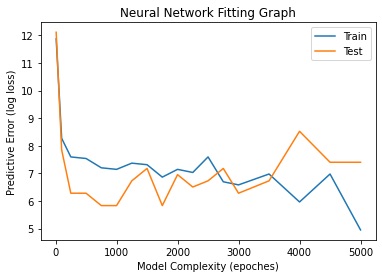 Neural Network Fitting Graph
Train
Test
12
11
10
9
8
7
6
5
Predictive Error (log loss)
0
1000
2000
3000
4000
5000
Model Complexity (epoches)